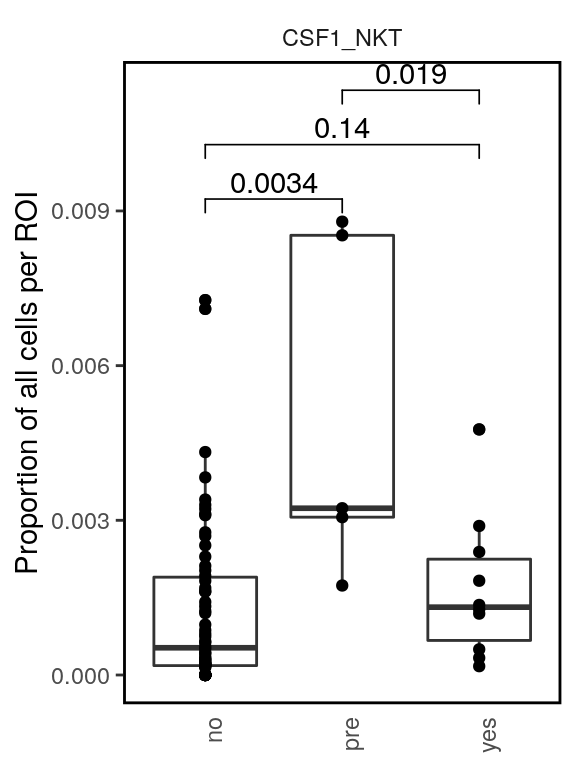 CSF1_NKT
0.019
0.14
0.0034
Proportion of all cells per ROI
0.009
0.006
0.003
0.000
no
pre
yes